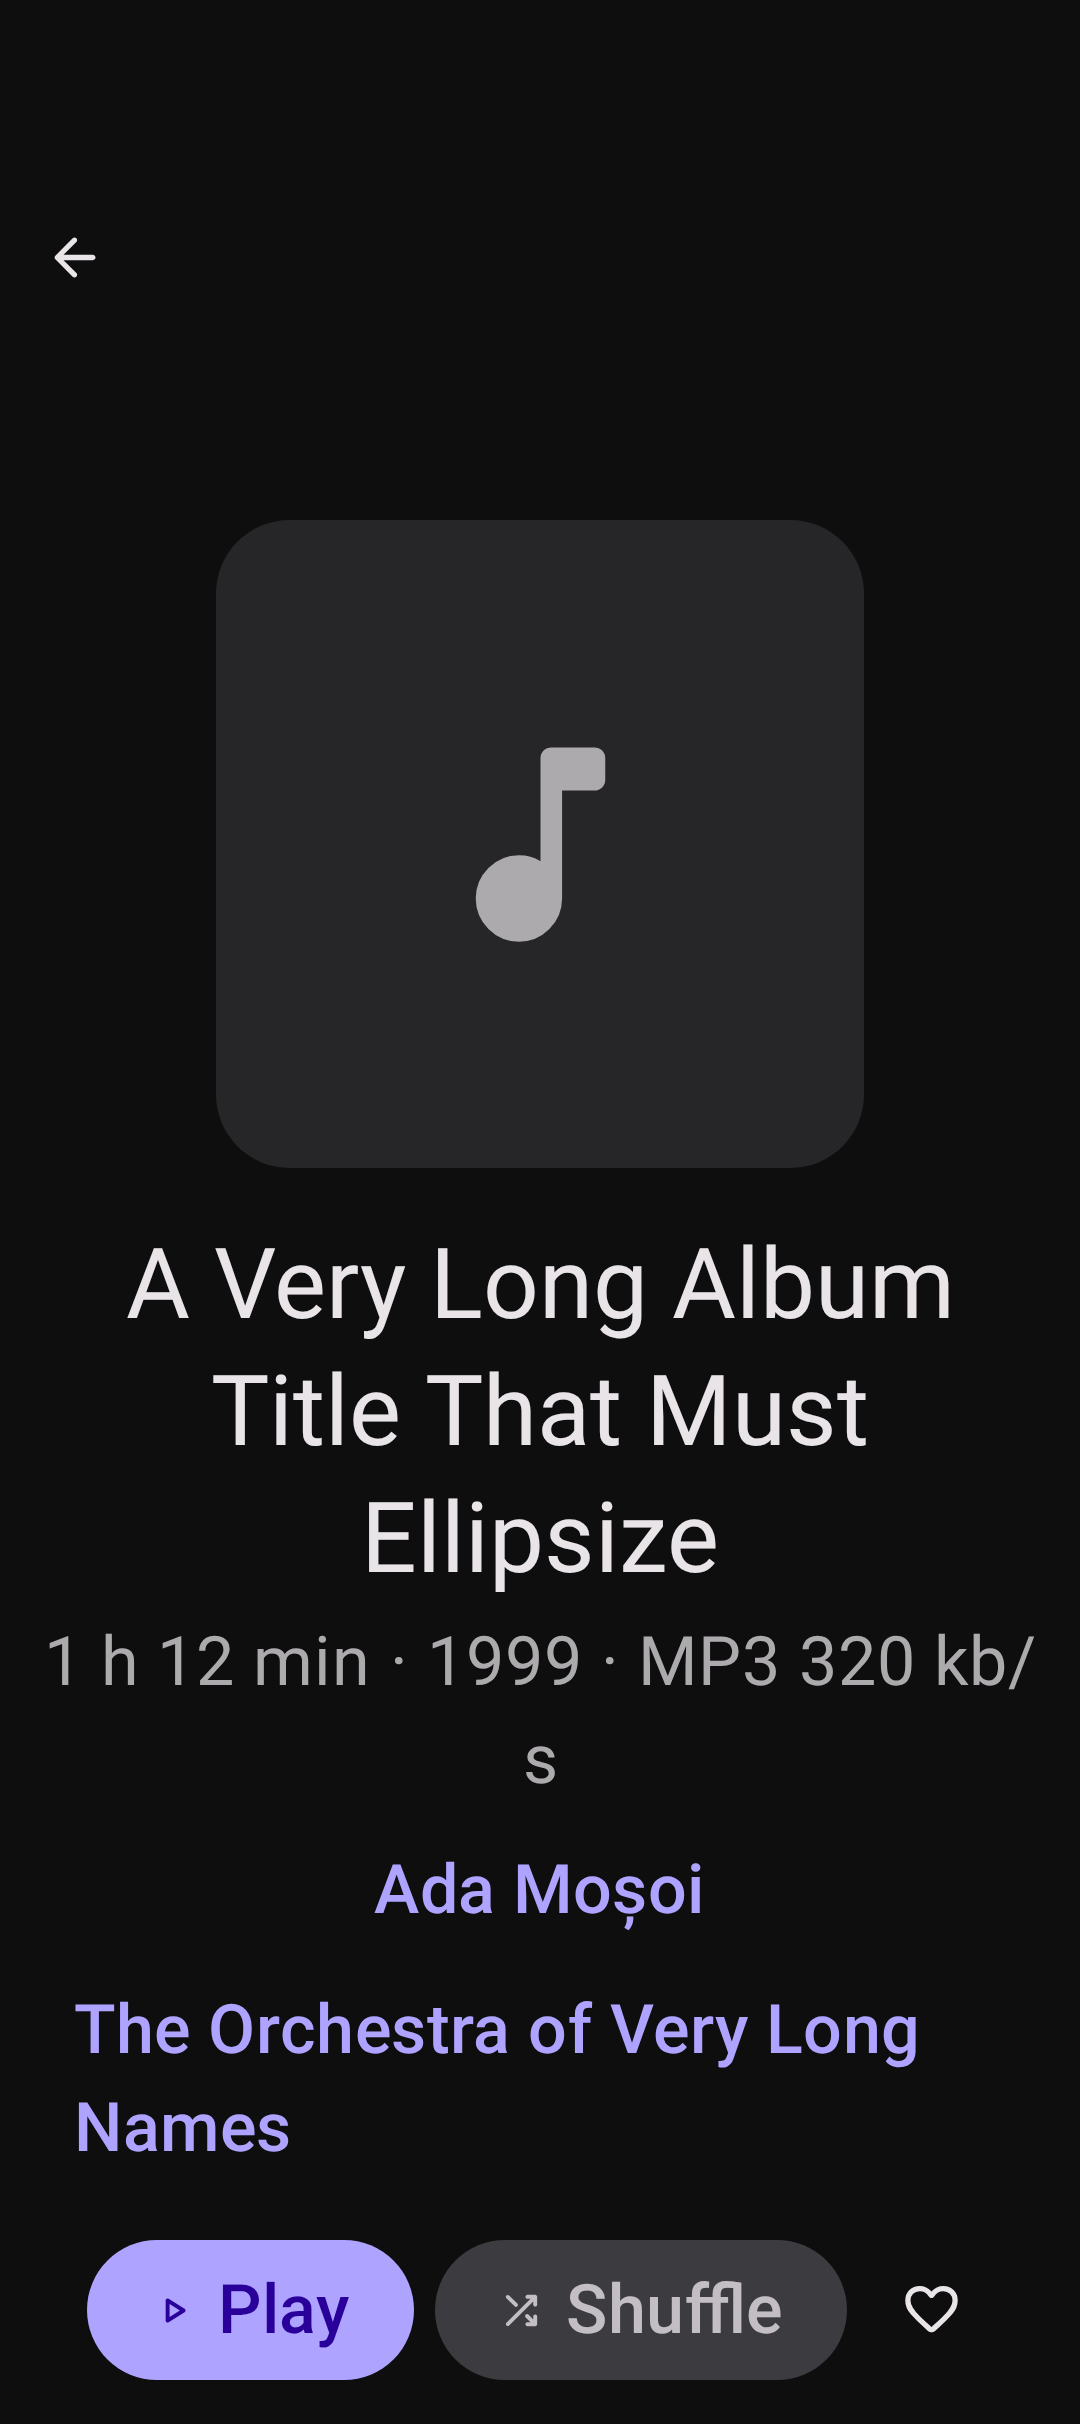 A Very Long Album
Title That Must
Ellipsize
1 h 12 min · 1999 · MP3 320 kb/
s
Ada Moșoi
The Orchestra of Very Long
Names
Play
Shuffle